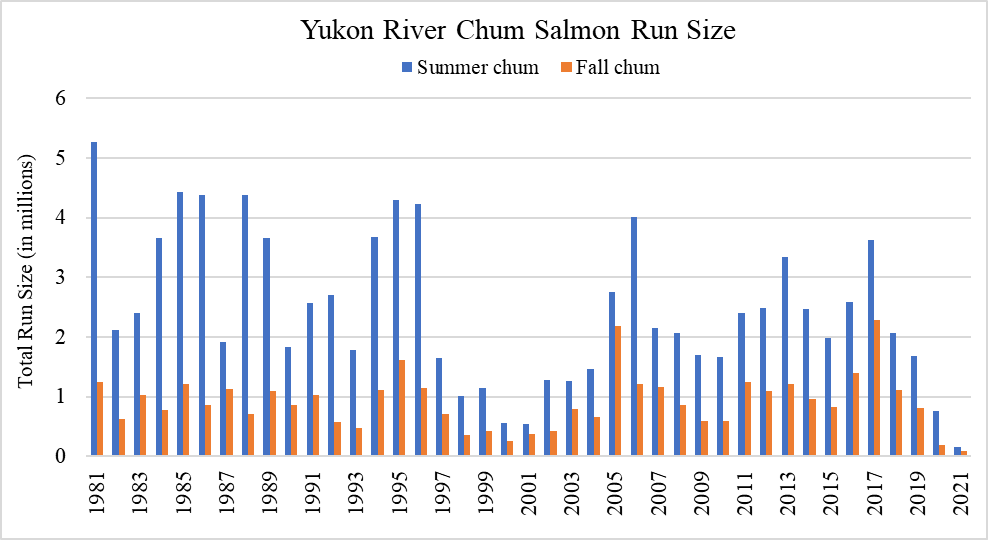 Yukon River Chum Salmon Run Size
Summer chum Fall chum
Total Run Size (in millions)
6
5
4
3
2
1
0
1981 1983 1985 1987 1989 1991 1993 1995 1997 1999 2001 2003 2005 2007 2009 2011 2013 2015 2017 2019 2021